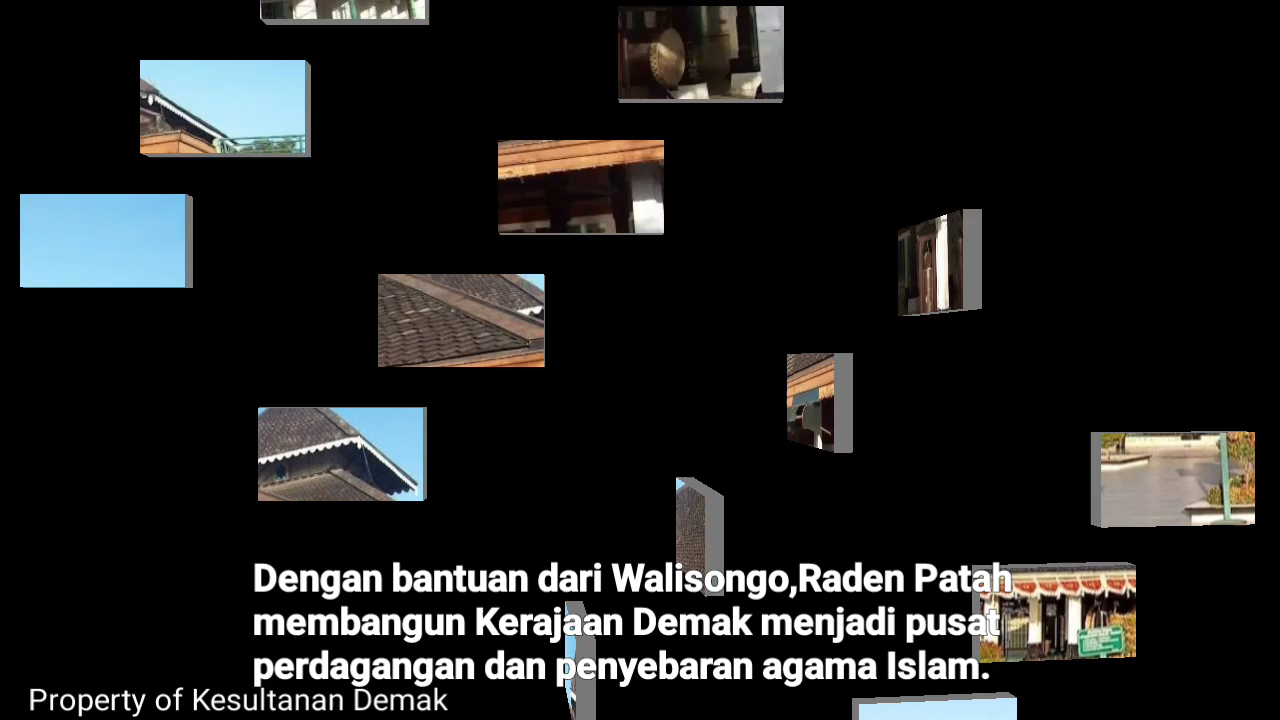 Dengan bantuan dari Walisongo,Raden Patah
membangun Kerajaan Demak menjadi pusat
perdagangan dan penyebaran agama Islam.
Property of Kesultanan Demak